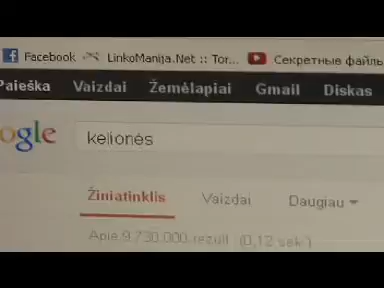 Facebook LinkoManija.Net :: Tor... Секретные файлы
Paieška Vaizdai Žemėlapiai Gmail Diskas
ogle kelionės
Žiniatinklis Vaizdai Daugiau
Apie 9 730 000 rezult. (0,12 sek.)